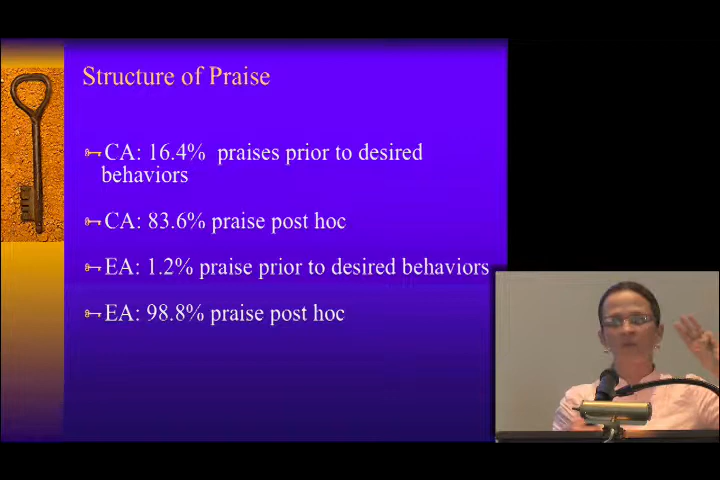 Structure of Praise
CA: 16.4% praises prior to desired
behaviors
CA: 83.6% praise post hoc
EA: 1.2% praise prior to desired behaviors
EA: 98.8% praise post hoc